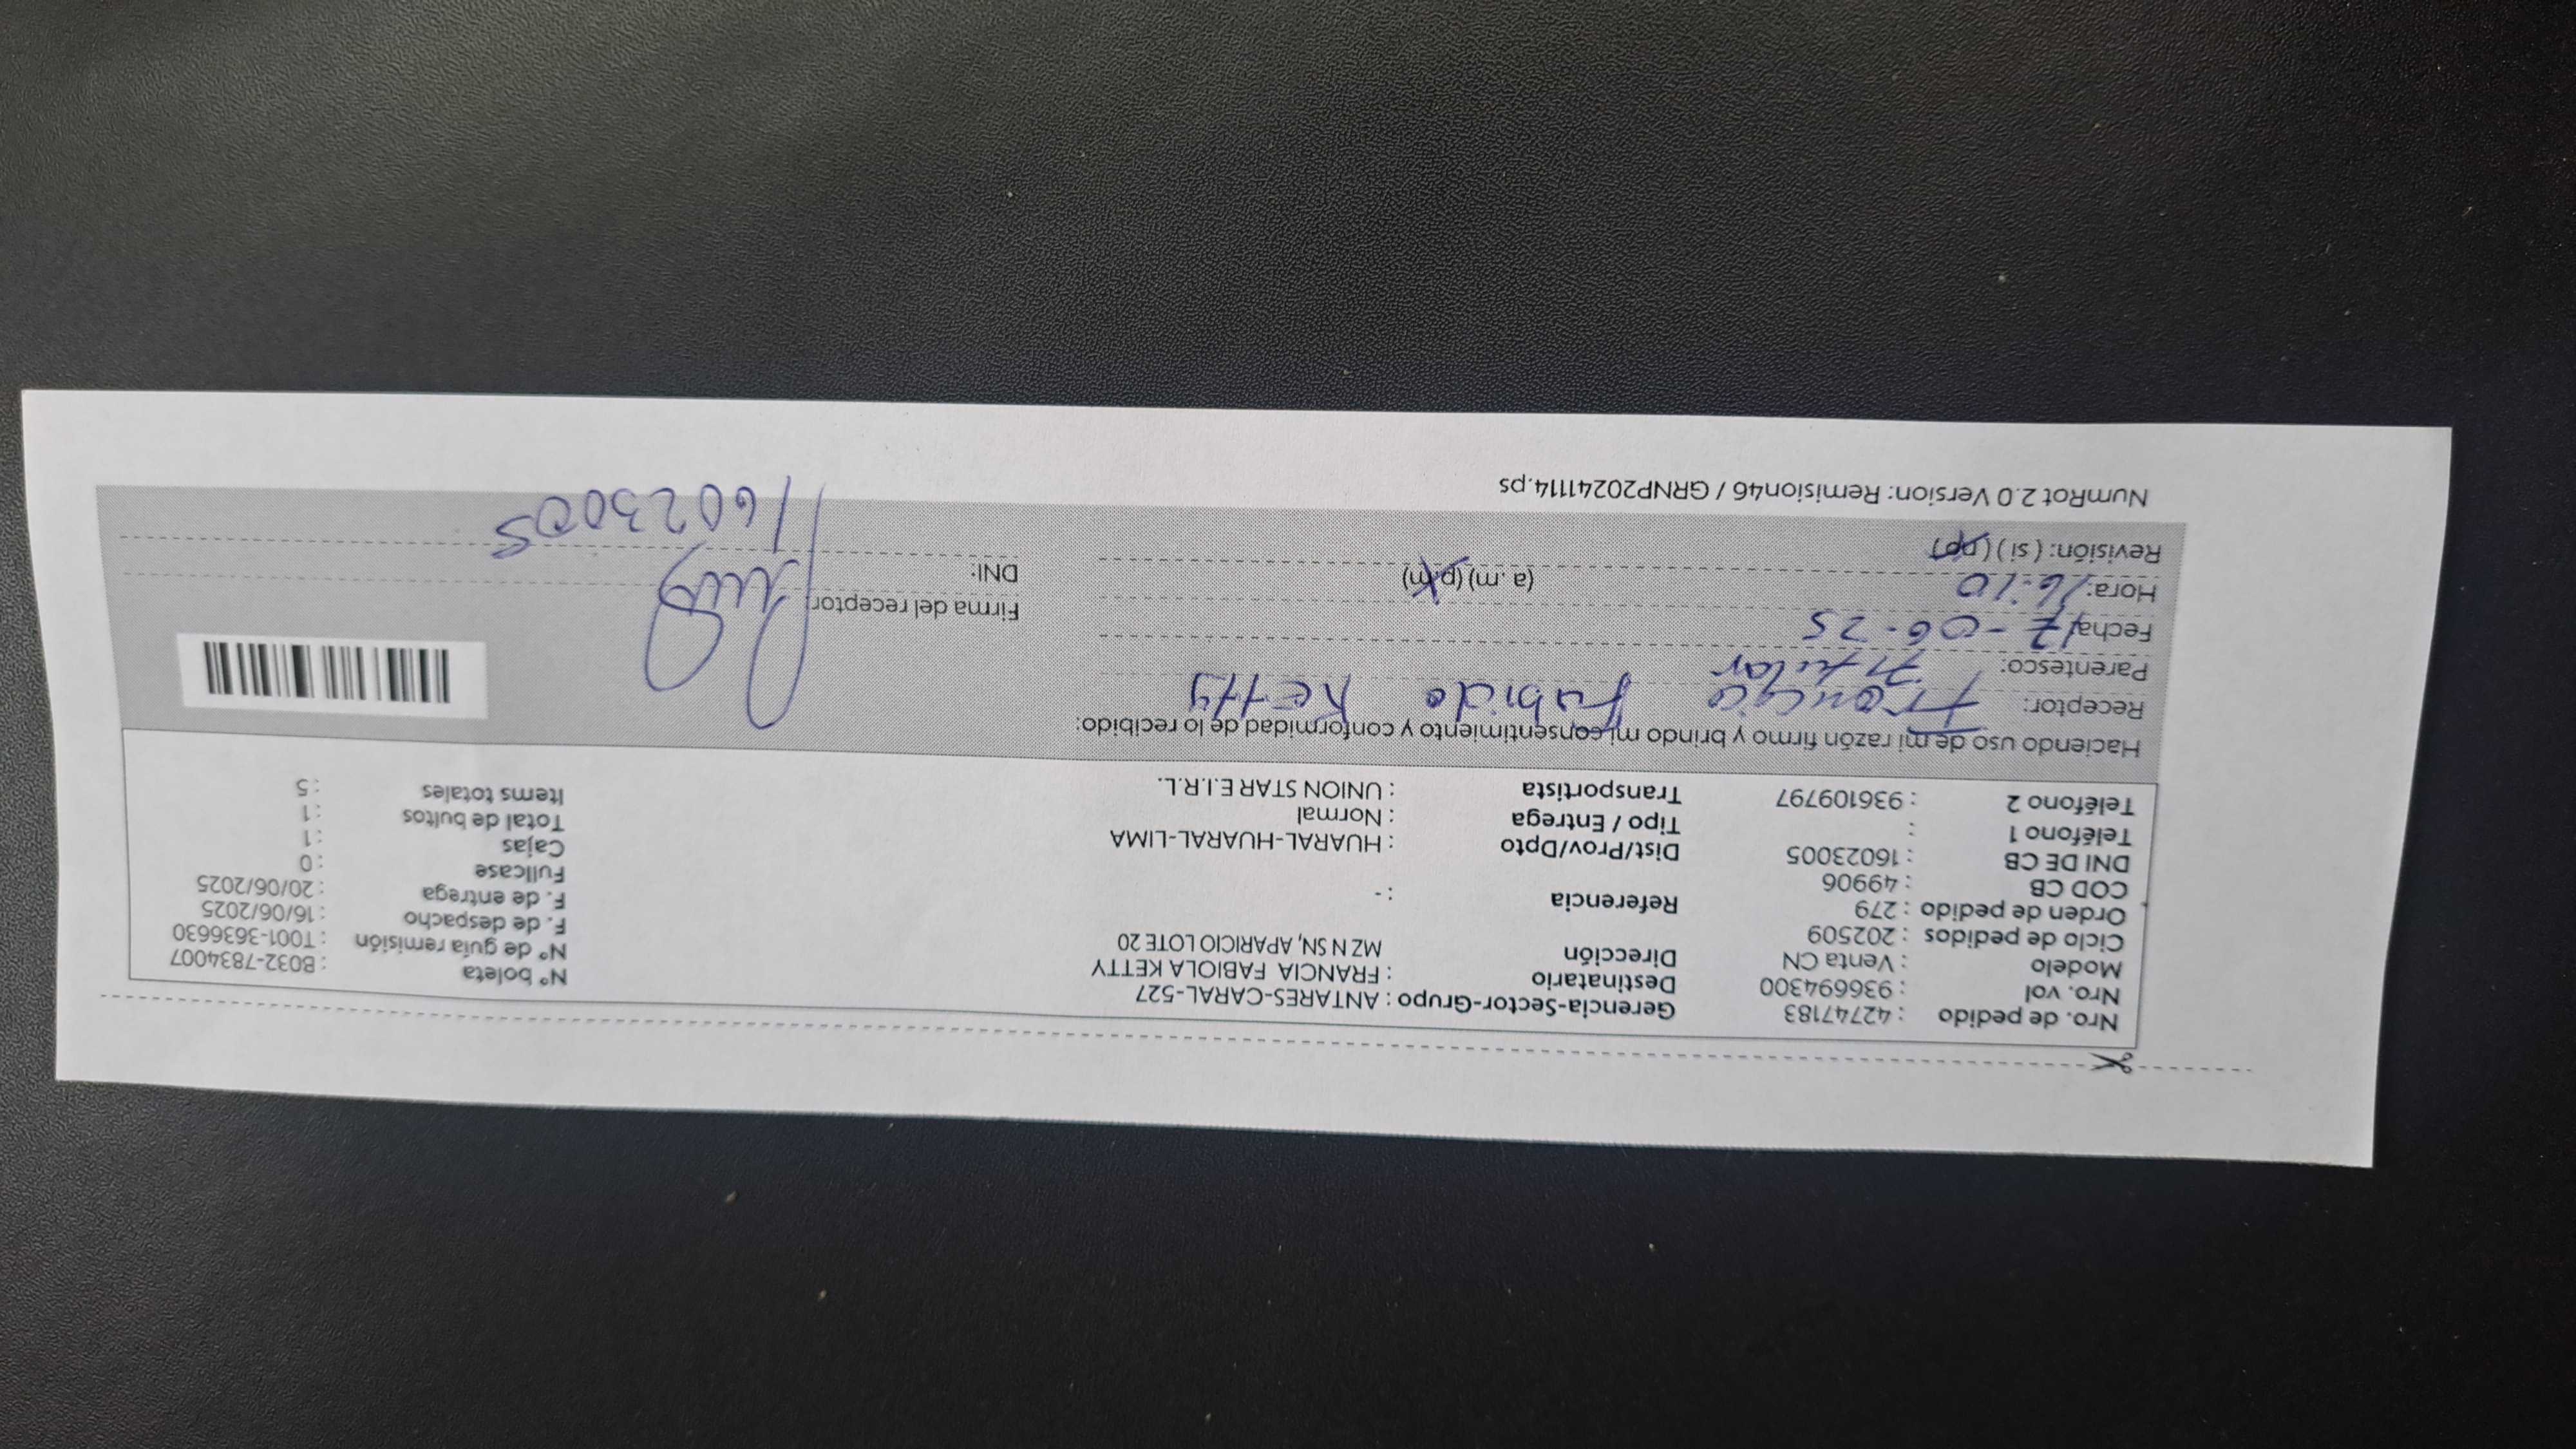 Nro. de pedido : 42747183 Gerencia-Sector-Grupo : ANTARES-CARAL-527 N° boleta : B032-7834007
Nro. vol : 936694300 Destinatario : FRANCIA FABIOLA KETTY N° de guía remisión : T001-3636630
Modelo : Venta CN Dirección MZ N SN, APARICIO LOTE 20 F. de despacho : 16/06/2025
Ciclo de pedidos : 202509 F. de entrega : 20/06/2025
Orden de pedido : 279 Referencia : - Fullcase : 0
COD CB : 49906 Cajas : 1
DNI DE CB : 16023005 Dist/Prov/Dpto : HUARAL-HUARAL-LIMA Total de bultos : 1
Teléfono 1 : Tipo / Entrega : Normal Items totales : 5
Teléfono 2 : 936109797 Transportista : UNION STAR E.I.R.L.
Haciendo uso de mi razón firmo y brindo mi consentimiento y conformidad de lo recibido:
Receptor: Francia Ketty
Parentesco: Titular
Fecha: 17-06-25 Firma del receptor
Hora: 16:10 (a. m) (p.m) DNI: 16023005
Revisión: ( si ) (no)
NumRot 2.0 Version: Remision46 / GRNP20241114.ps